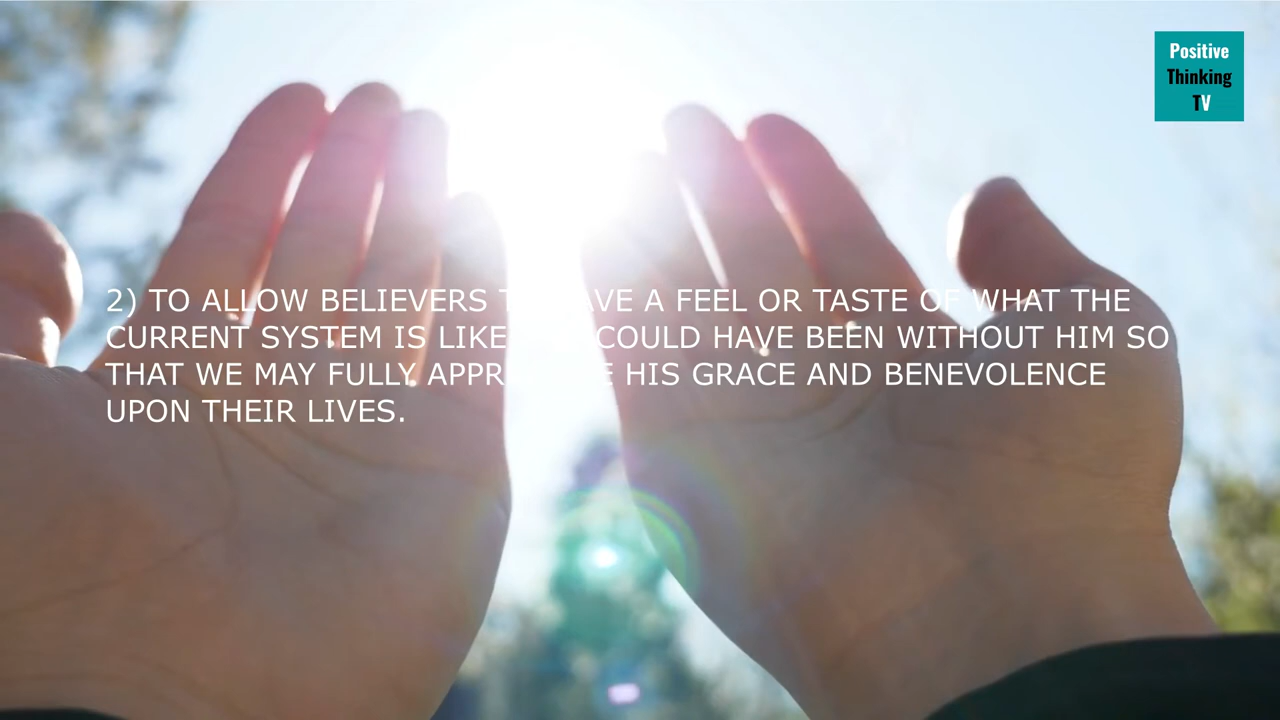 2) TO ALLOW BELIEVERS HAVE A FEEL OR TASTE OF WHAT THE
CURRENT SYSTEM IS LIKE COULD HAVE BEEN WITHOUT HIM SO
THAT WE MAY FULLY HIS GRACE AND BENEVOLENCE
UPON THEIR LIVES.
Positive
Thinking
TV